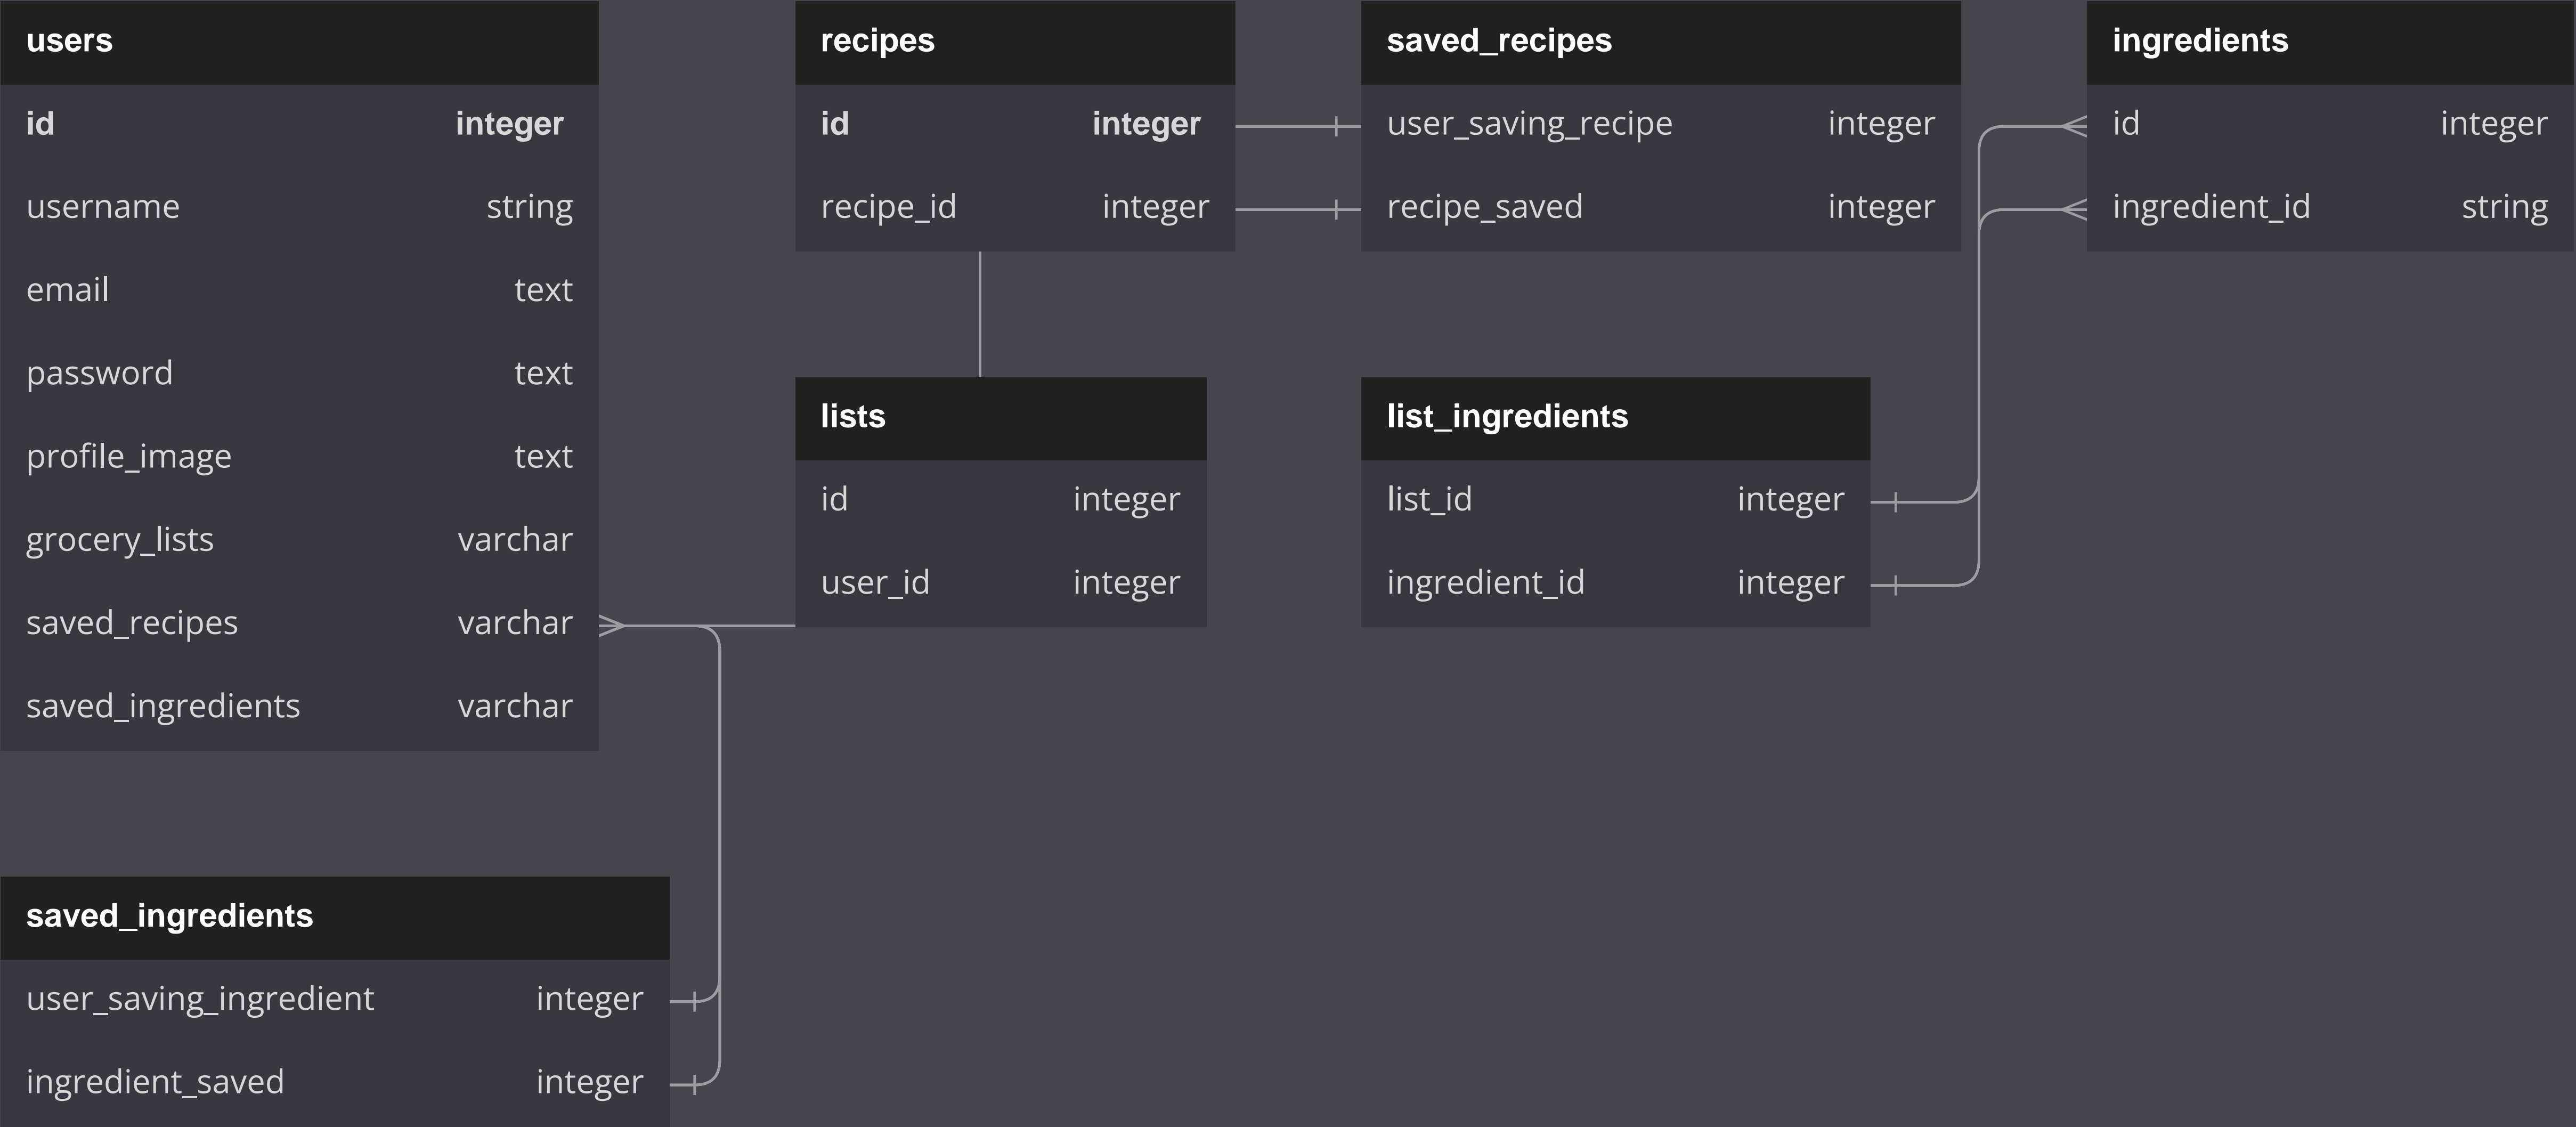 users
id integer
username string
email text
password text
profile_image text
grocery_lists varchar
saved_recipes varchar
saved_ingredients varchar
recipes
id integer
recipe_id integer
saved_recipes
user_saving_recipe integer
recipe_saved integer
ingredients
id integer
ingredient_id string
lists
id integer
user_id integer
list_ingredients
list_id integer
ingredient_id integer
saved_ingredients
user_saving_ingredient integer
ingredient_saved integer